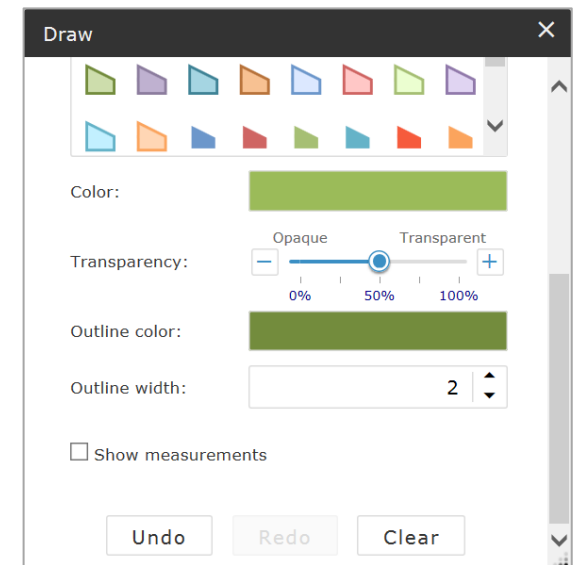 Draw
Color:
Opaque Transparent
Transparency:
0% 50% 100%
Outline color:
Outline width: 2
Show measurements
Undo Redo Clear